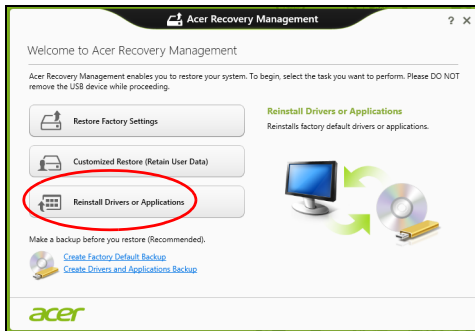 Acer Recovery Management
? X
Welcome to Acer Recovery Management
Acer Recovery Management enables you to restore your system. To begin, select the task you want to perform. Please DO NOT
remove the USB device while proceeding.
Restore Factory Settings
Customized Restore (Retain User Data)
Reinstall Drivers or Applications
Reinstall Drivers or Applications
Reinstalls factory default drivers or applications.
Make a backup before you restore (Recommended).
Create Factory Default Backup
Create Drivers and Applications Backup
acer